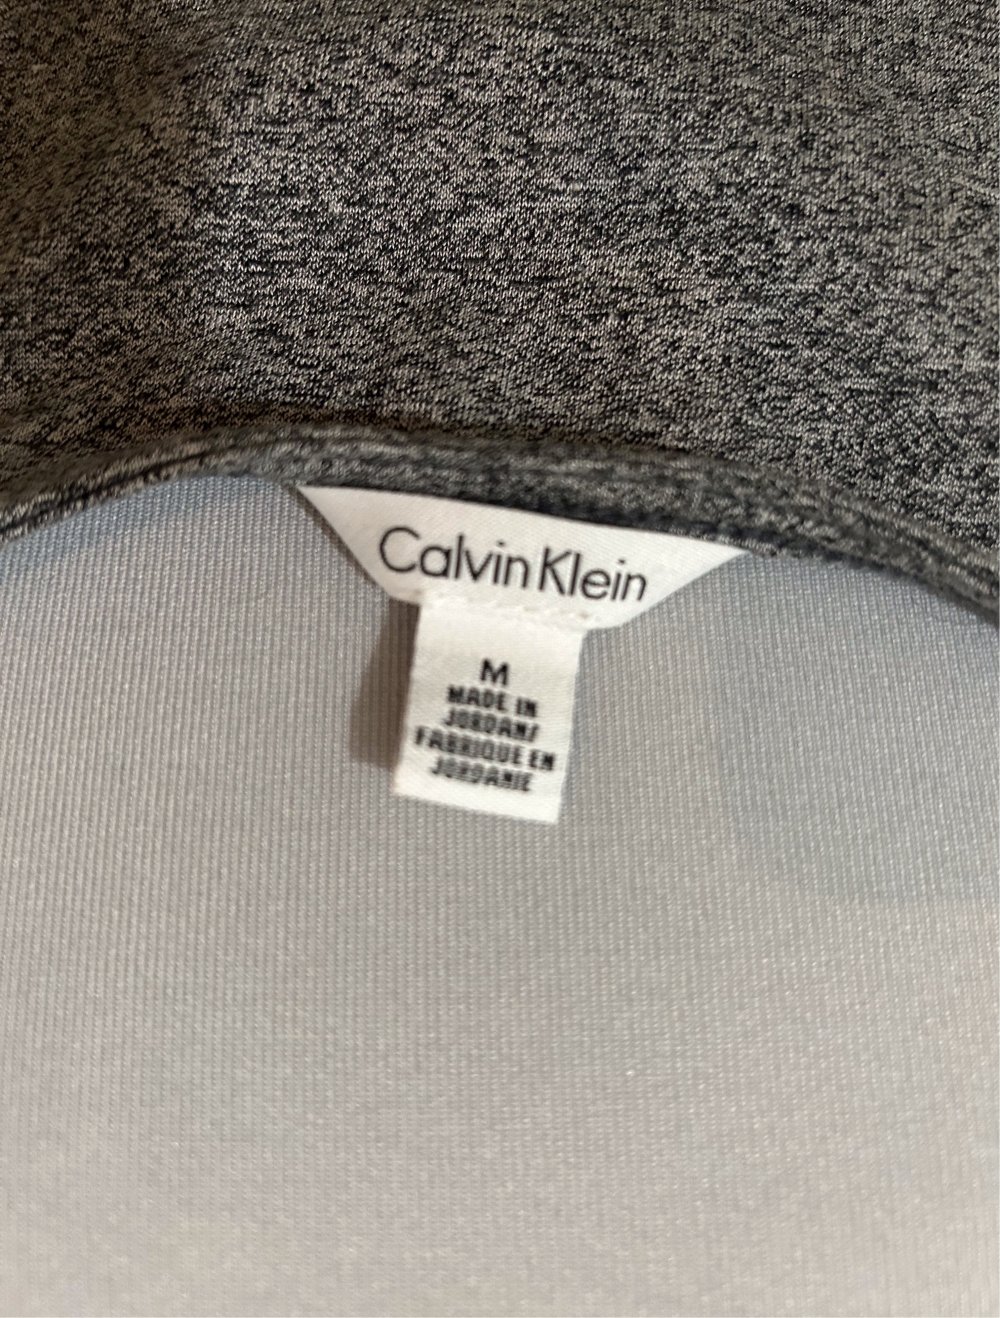 Calvin Klein
M
MADE IN
JORDAN/
FABRIQUE EN
JORDANIE